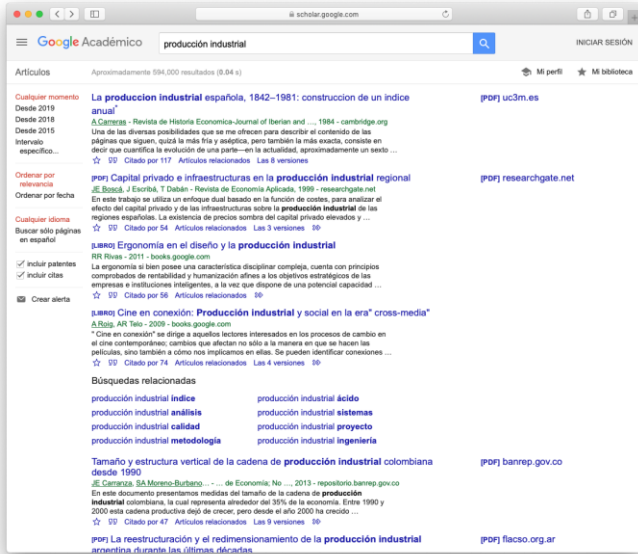 scholar.google.com
Google Académico
producción industrial
INICIAR SESIÓN
Artículos
Aproximadamente 594,000 resultados (0.04 s)
Mi perfil
Mi biblioteca
Cualquier momento
Desde 2019
Desde 2018
Desde 2015
Intervalo
específico...
Ordenar por
relevancia
Ordenar por fecha
Cualquier idioma
Buscar sólo páginas
en español
incluir patentes
incluir citas
Crear alerta
La produccion industrial española, 1842–1981: construccion de un indice
anual*
[PDF] uc3m.es
A Carreras - Revista de Historia Economica-Journal of Iberian and …, 1984 - cambridge.org
Una de las diversas posibilidades que se me ofrecen para describir el contenido de las
páginas que siguen, quizá la más fría y aséptica, pero también la más exacta, consiste en
decir que cuantifica la evolución de una parte—en la actualidad, aproximadamente un sexto ...
Citado por 117 Artículos relacionados Las 8 versiones
[PDF] Capital privado e infraestructuras en la producción industrial regional
[PDF] researchgate.net
JE Boscá, J Escribá, T Dabán - Revista de Economía Aplicada, 1999 - researchgate.net
En este trabajo se utiliza un enfoque dual basado en la función de costes, para analizar el
efecto del capital privado y de las infraestructuras sobre la producción industrial de las
regiones españolas. La existencia de precios sombra del capital privado elevados y ...
Citado por 54 Artículos relacionados Las 3 versiones
[LIBRO] Ergonomía en el diseño y la producción industrial
RR Rivas - 2011 - books.google.com
La ergonomía si bien posee una característica disciplinar compleja, cuenta con principios
comprobados de rentabilidad y humanización afines a los objetivos estratégicos de las
empresas e instituciones inteligentes, a la vez que dispone de una potencial capacidad ...
Citado por 56 Artículos relacionados
[LIBRO] Cine en conexión: Producción industrial y social en la era" cross-media"
A Roig, AR Telo - 2009 - books.google.com
" Cine en conexión" se dirige a aquellos lectores interesados en los procesos de cambio en
el cine contemporáneo; cambios que afectan no sólo a la manera en que se hacen las
películas, sino también a cómo nos implicamos en ellas. Se pueden identificar conexiones ...
Citado por 74 Artículos relacionados Las 4 versiones
Búsquedas relacionadas
producción industrial índice
producción industrial ácido
producción industrial análisis
producción industrial sistemas
producción industrial calidad
producción industrial proyecto
producción industrial metodología
producción industrial ingeniería
Tamaño y estructura vertical de la cadena de producción industrial colombiana
desde 1990
[PDF] banrep.gov.co
JE Carranza, SA Moreno-Burbano… - … de Economía; No …, 2013 - repositorio.banrep.gov.co
En este documento presentamos medidas del tamaño de la cadena de producción
industrial colombiana, la cual representa alrededor del 35% de la economía. Entre 1990 y
2000 esta cadena productiva dejó de crecer, pero desde el año 2000 ha crecido ...
Citado por 47 Artículos relacionados Las 9 versiones
[PDF] La reestructuración y el redimensionamiento de la producción industrial
argentina durante las últimas décadas
[PDF] flacso.org.ar